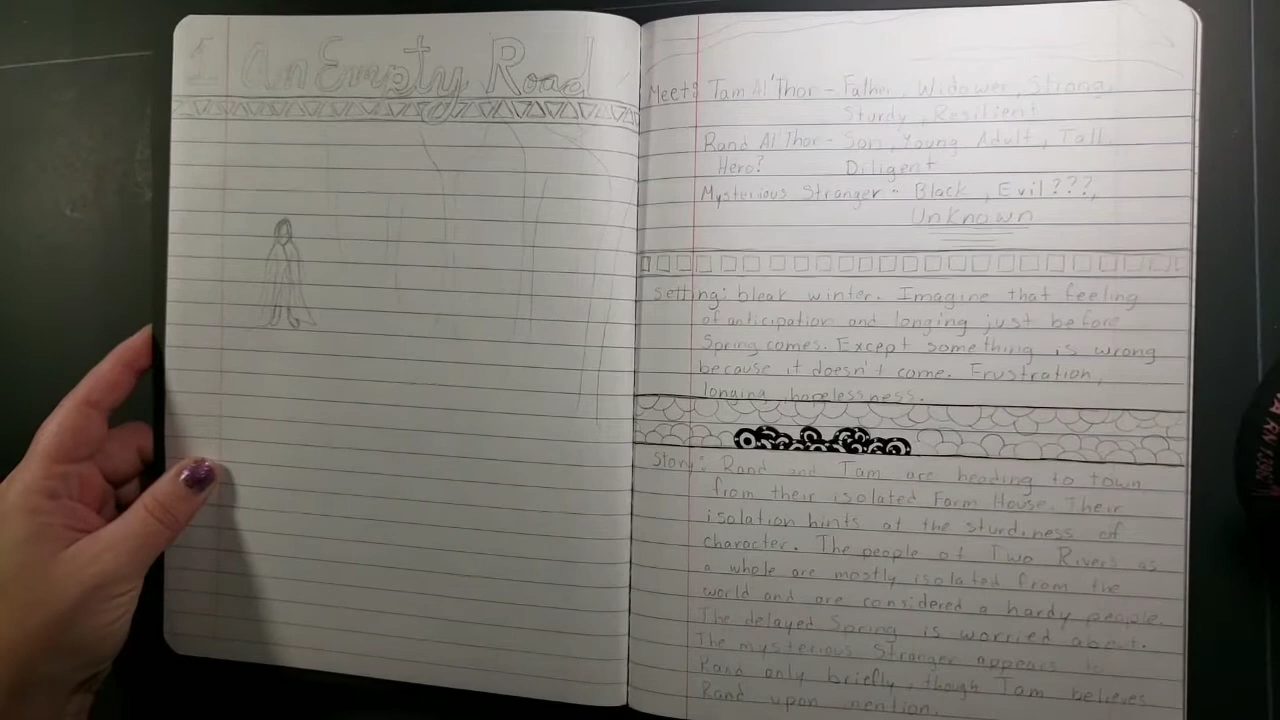 1 An Empty Road
Meet: Tam Al'Thor - Father, Widower, Strong,
Sturdy, Resilient
Rand Al'Thor - Son, Young Adult, Tall
Hero? Diligent
Mysterious Stranger - Black, Evil???,
Unknown
Setting: bleak winter. Imagine that feeling
of anticipation and longing just before
Spring comes. Except something is wrong
because it doesn't come. Frustration,
longing, hopelessness.
Story: Rand and Tam are heading to town
from their isolated Farm House. Their
isolation hints at the sturdiness of
character. The people of Two Rivers as
a whole are mostly isolated from the
world and are considered a hardy people.
The delayed Spring is worried about.
The mysterious Stranger appears to
Rand only briefly, though Tam believes
Rand upon mention.